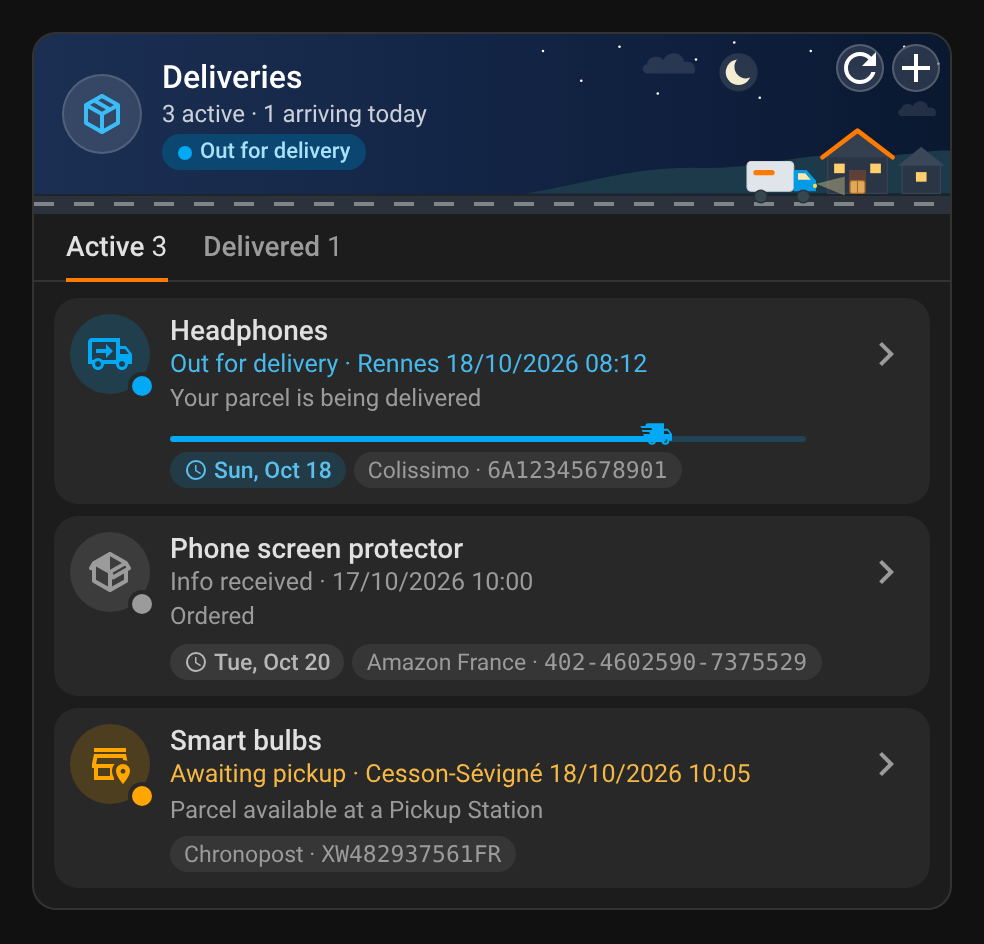 Deliveries
3 active · 1 arriving today
Out for delivery
Active 3
Delivered 1
Headphones
Out for delivery · Rennes 18/10/2026 08:12
Your parcel is being delivered
Sun, Oct 18
Colissimo · 6A12345678901
Phone screen protector
Info received · 17/10/2026 10:00
Ordered
Tue, Oct 20
Amazon France · 402-4602590-7375529
Smart bulbs
Awaiting pickup · Cesson-Sévigné 18/10/2026 10:05
Parcel available at a Pickup Station
Chronopost · XW482937561FR